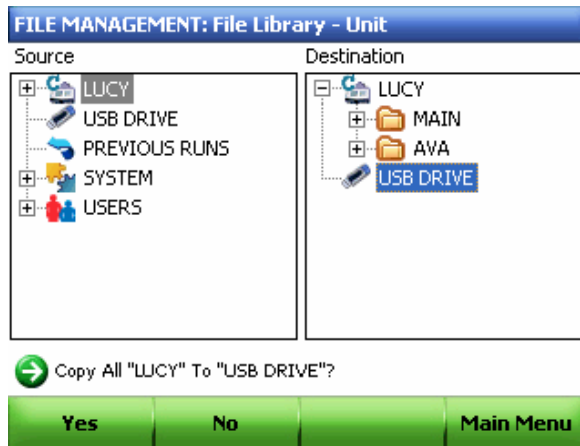 FILE MANAGEMENT: File Library - Unit
Source
Destination
LUCY
USB DRIVE
PREVIOUS RUNS
SYSTEM
USERS
LUCY
MAIN
AVA
USB DRIVE
Copy All "LUCY" To "USB DRIVE"?
Yes
No
Main Menu